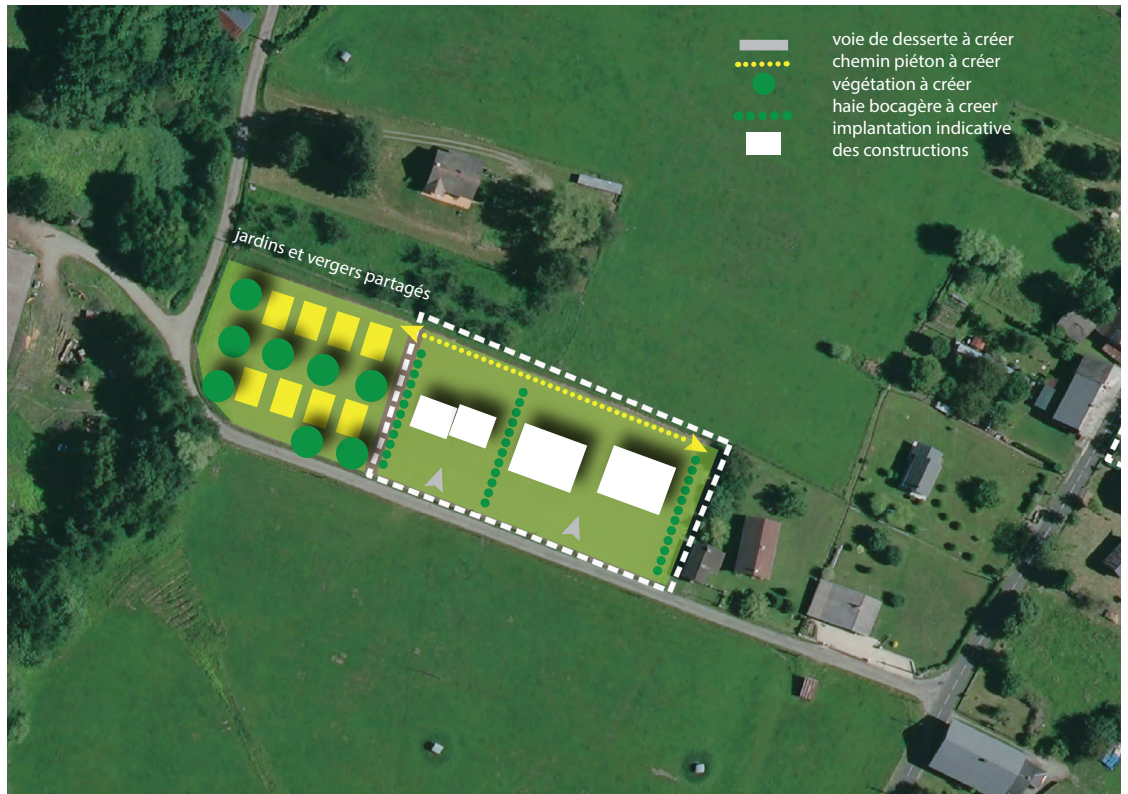 voie de desserte à créer
chemin piéton à créer
végétation à créer
haie bocagère à creer
implantation indicative
des constructions
jardins et vergers partagés